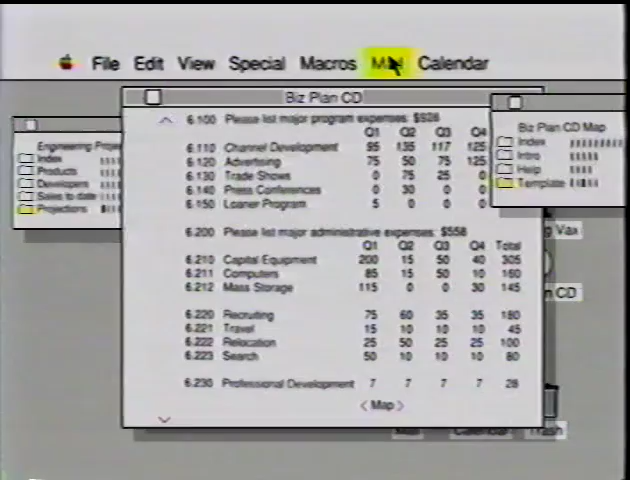 File Edit View Special Macros Calendar
Biz Plan CD
6.100 Please list major program expenses: $928
Q1 Q2 Q3 Q4
6.110 Channel Development 85 135 117 125
6.120 Advertising 75 50 75 125
6.130 Trade Shows 0 75 25 0
6.140 Press Conferences 0 30 0 0
6.150 Loaner Program 5 0 0 0
6.200 Please list major administrative expenses: $558
Q1 Q2 Q3 Q4 Total
6.210 Capital Equipment 200 15 50 40 305
6.211 Computers 85 15 50 10 160
6.212 Mass Storage 115 0 0 30 145
6.220 Recruiting 75 60 35 35 180
6.221 Travel 15 10 10 10 45
6.222 Relocation 25 50 25 25 100
6.223 Search 50 10 10 10 80
6.230 Professional Development 7 7 7 7 28
< Map >
Engineering
Index
Products
Developers
Sales to date
Projections
Biz Plan CD Map
Index
Intro
Help
Template
Vax
CD
Calendar
Trash